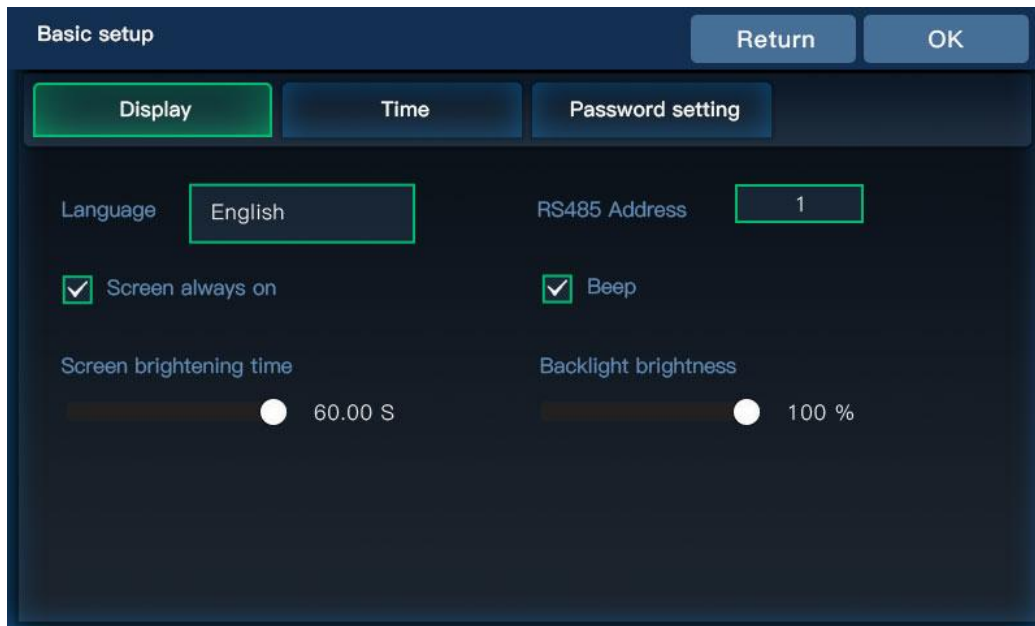 Basic setup
Return
OK
Display
Time
Password setting
Language
English
RS485 Address
1
Screen always on
Beep
Screen brightening time
Backlight brightness
60.00 S
100 %